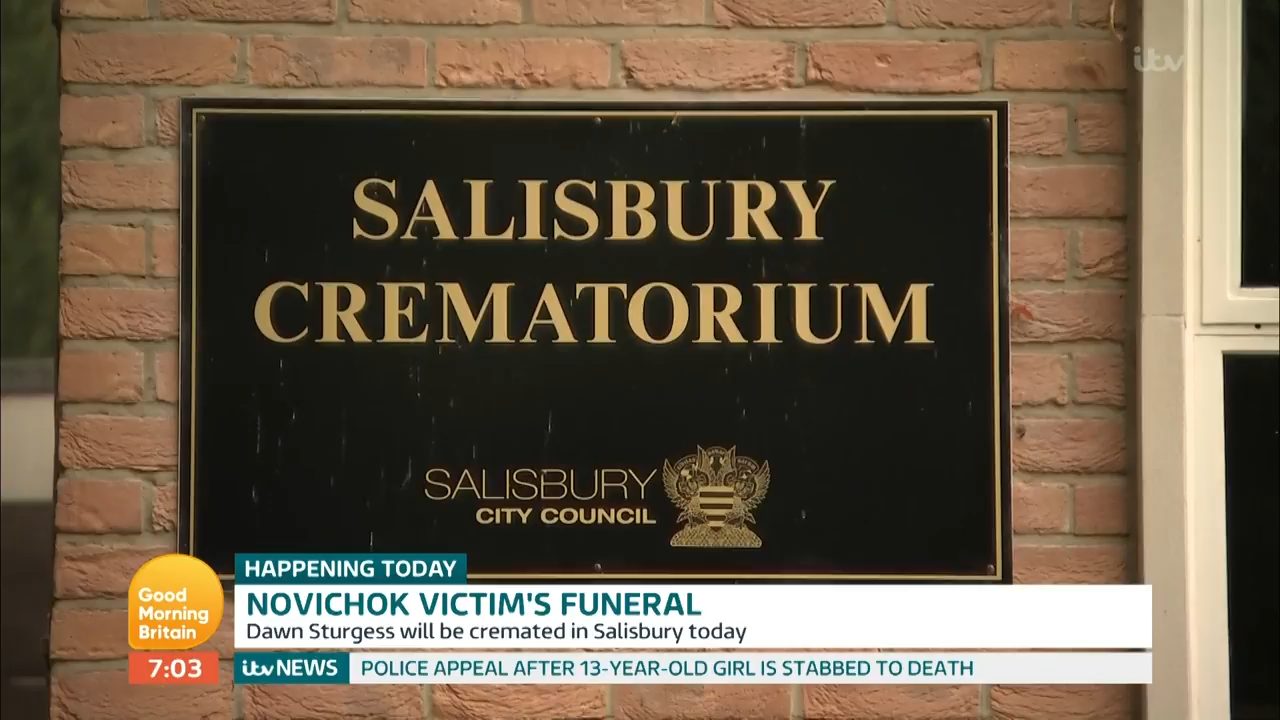 itv
SALISBURY
CREMATORIUM
SALISBURY
CITY COUNCIL
HAPPENING TODAY
Good
Morning
Britain
NOVICHOK VICTIM'S FUNERAL
Dawn Sturgess will be cremated in Salisbury today
7:03
itv NEWS
POLICE APPEAL AFTER 13-YEAR-OLD GIRL IS STABBED TO DEATH